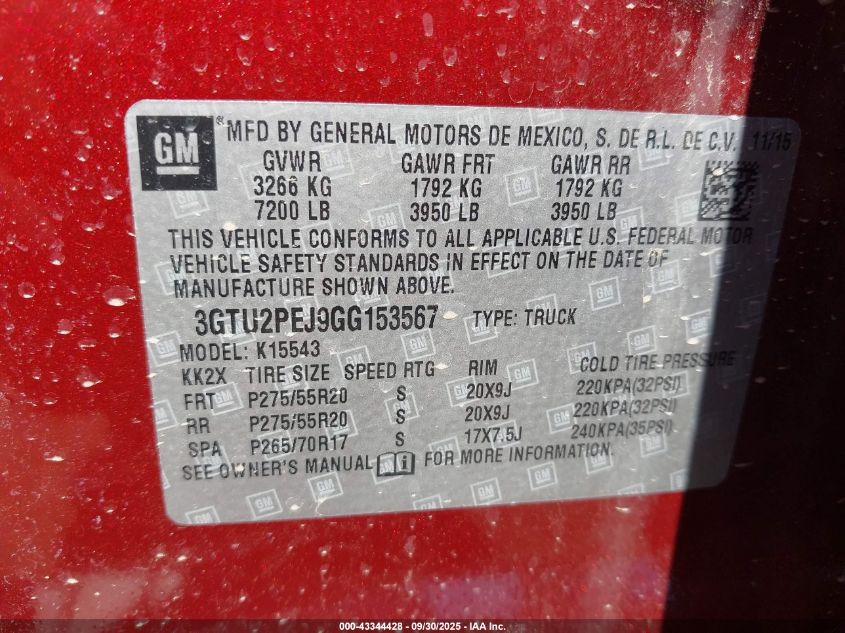 GM ® MFD BY GENERAL MOTORS DE MEXICO, S. DE R.L. DE C.V. 11/15
GVWR GAWR FRT GAWR RR
3266 KG 1792 KG 1792 KG
7200 LB 3950 LB 3950 LB
THIS VEHICLE CONFORMS TO ALL APPLICABLE U.S. FEDERAL MOTOR
VEHICLE SAFETY STANDARDS IN EFFECT ON THE DATE OF
MANUFACTURE SHOWN ABOVE.
3GTU2PEJ9GG153567 TYPE: TRUCK
MODEL: K15543
KK2X TIRE SIZE SPEED RTG RIM COLD TIRE PRESSURE
FRT P275/55R20 S 20X9J 220KPA(32PSI)
RR P275/55R20 S 20X9J 220KPA(32PSI)
SPA P265/70R17 S 17X7.5J 240KPA(35PSI)
SEE OWNER'S MANUAL i FOR MORE INFORMATION.
000-43344428 - 09/30/2025 - IAA Inc.